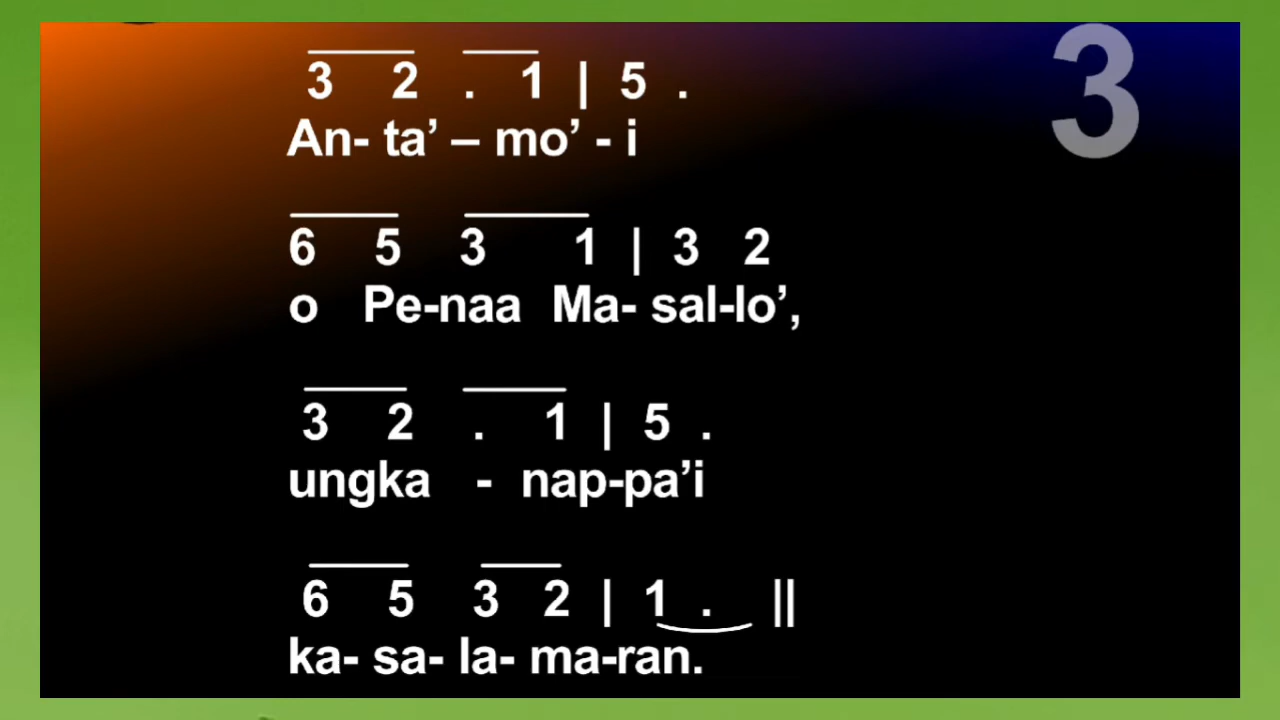 3 2 . 1 | 5 .
3
An- ta’ – mo’ - i
6 5 3 1 | 3 2
o Pe-naa Ma- sal-lo’,
3 2 . 1 | 5 .
ungka - nap-pa’i
6 5 3 2 | 1 . ||
ka- sa- la- ma-ran.